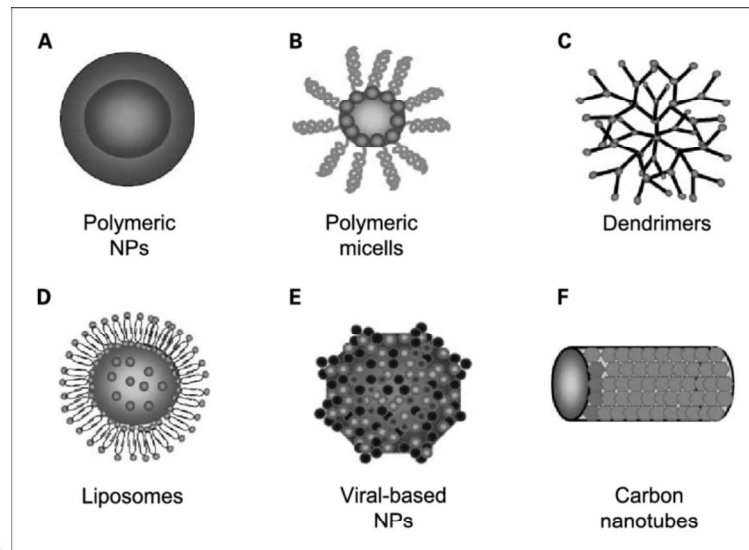 A
B
C
Polymeric
NPs
Polymeric
micells
Dendrimers
D
E
F
Liposomes
Viral-based
NPs
Carbon
nanotubes